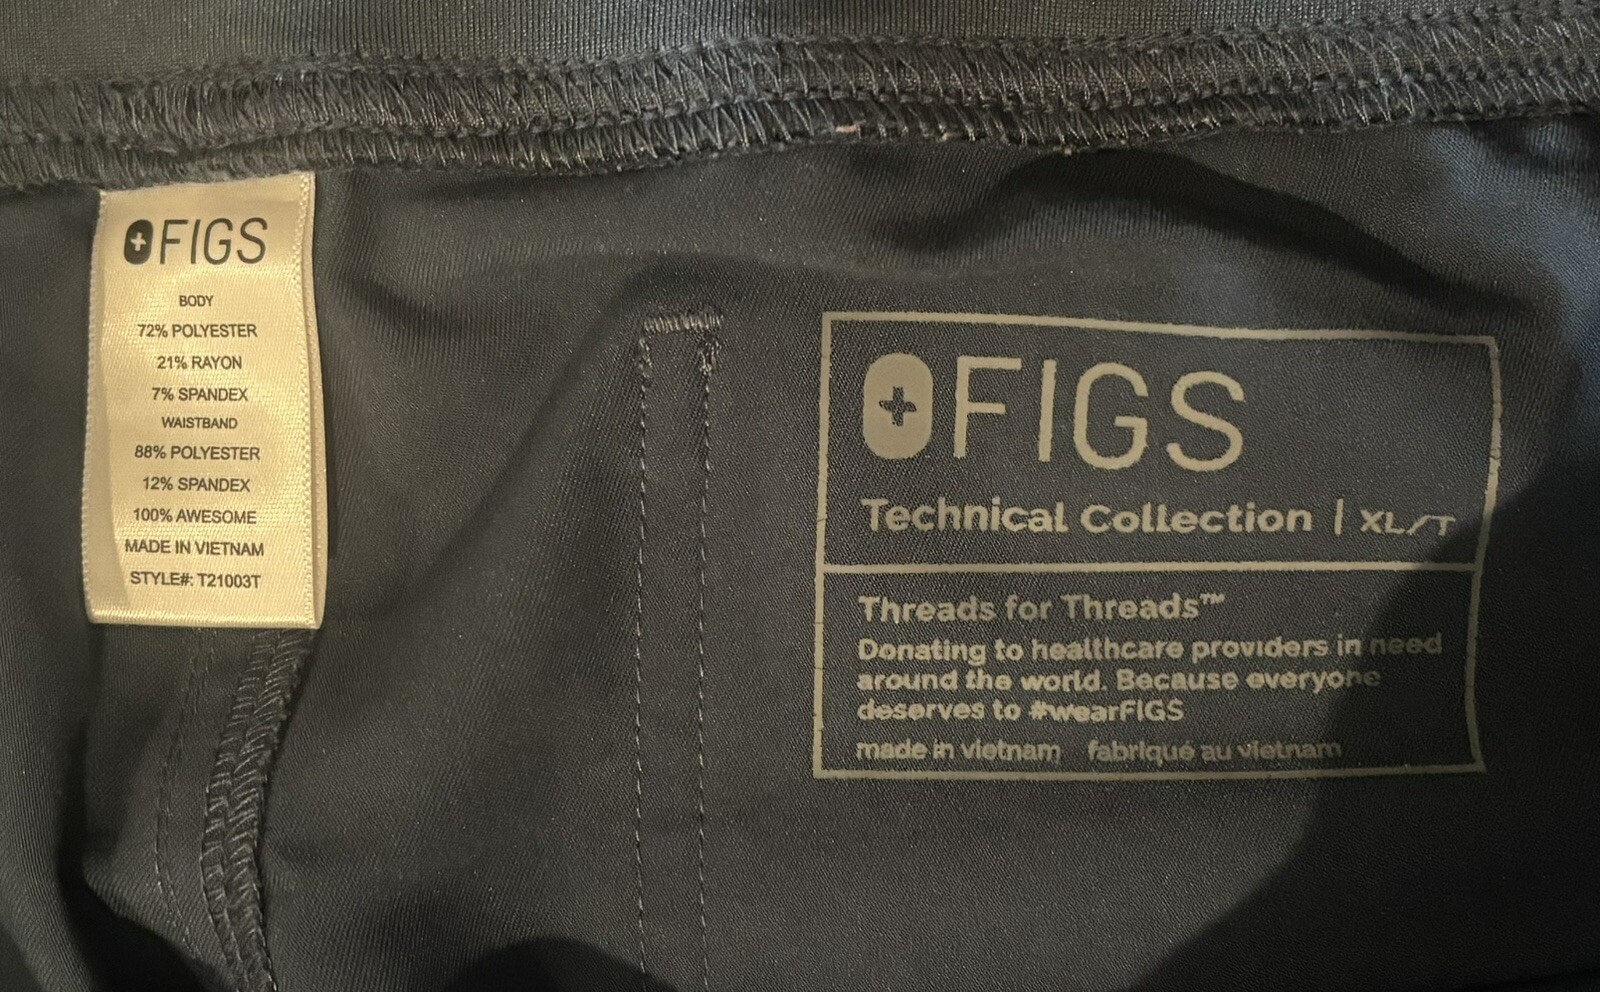 FIGS
BODY
72% POLYESTER
21% RAYON
7% SPANDEX
WAISTBAND
88% POLYESTER
12% SPANDEX
100% AWESOME
MADE IN VIETNAM
STYLE#: T21003T
FIGS
Technical Collection | XL/T
Threads for Threads™
Donating to healthcare providers in need
around the world. Because everyone
deserves to #wearFIGS
made in vietnam fabriqué au vietnam